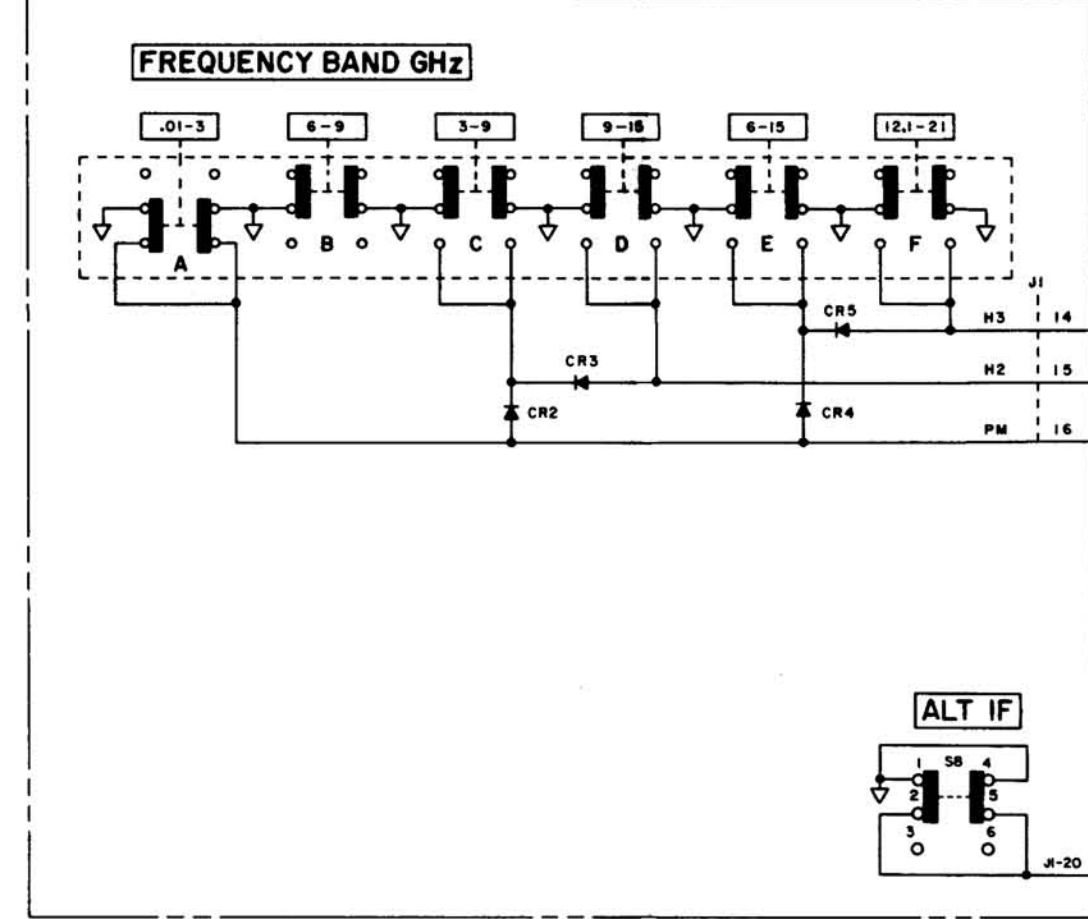 FREQUENCY BAND GHz
.01-3 6-9 3-9 9-15 6-15 12.1-21
A B C D E F
J1
CR5 H3 14
CR3 H2 15
CR2 CR4 PM 16
ALT IF
1 S8 4
2 5
3 6
J1-20